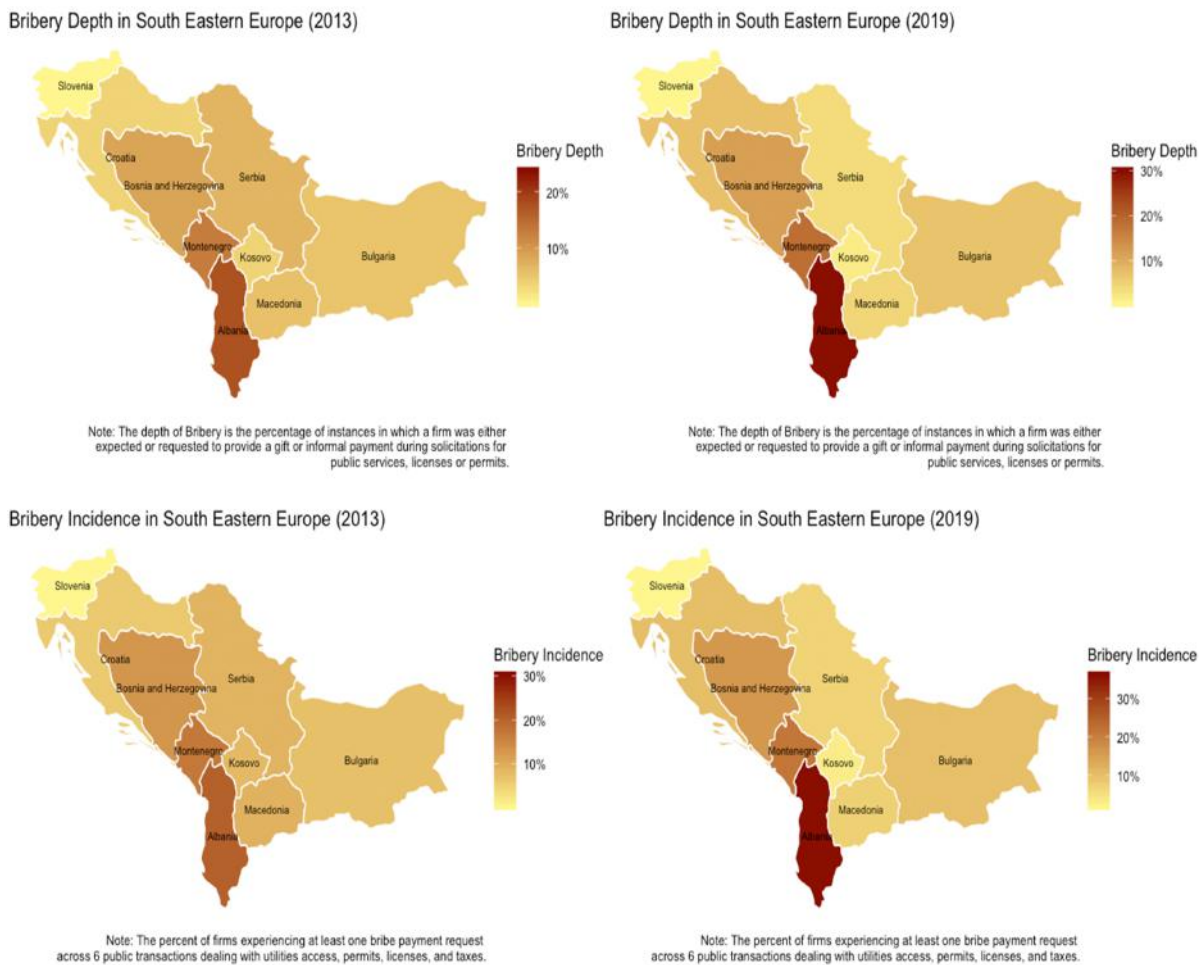 Bribery Depth in South Eastern Europe (2013)
Slovenia
Croatia
Bosnia and Herzegovina
Serbia
Montenegro
Kosovo
Bulgaria
Macedonia
Albania
Bribery Depth
20%
10%
Note: The depth of Bribery is the percentage of instances in which a firm was either
expected or requested to provide a gift or informal payment during solicitations for
public services, licenses or permits.
Bribery Depth in South Eastern Europe (2019)
Slovenia
Croatia
Bosnia and Herzegovina
Serbia
Montenegro
Kosovo
Bulgaria
Macedonia
Albania
Bribery Depth
30%
20%
10%
Note: The depth of Bribery is the percentage of instances in which a firm was either
expected or requested to provide a gift or informal payment during solicitations for
public services, licenses or permits.
Bribery Incidence in South Eastern Europe (2013)
Slovenia
Croatia
Bosnia and Herzegovina
Serbia
Montenegro
Kosovo
Bulgaria
Macedonia
Albania
Bribery Incidence
30%
20%
10%
Note: The percent of firms experiencing at least one bribe payment request
across 6 public transactions dealing with utilities access, permits, licenses, and taxes.
Bribery Incidence in South Eastern Europe (2019)
Slovenia
Croatia
Bosnia and Herzegovina
Serbia
Montenegro
Kosovo
Bulgaria
Macedonia
Albania
Bribery Incidence
30%
20%
10%
Note: The percent of firms experiencing at least one bribe payment request
across 6 public transactions dealing with utilities access, permits, licenses, and taxes.